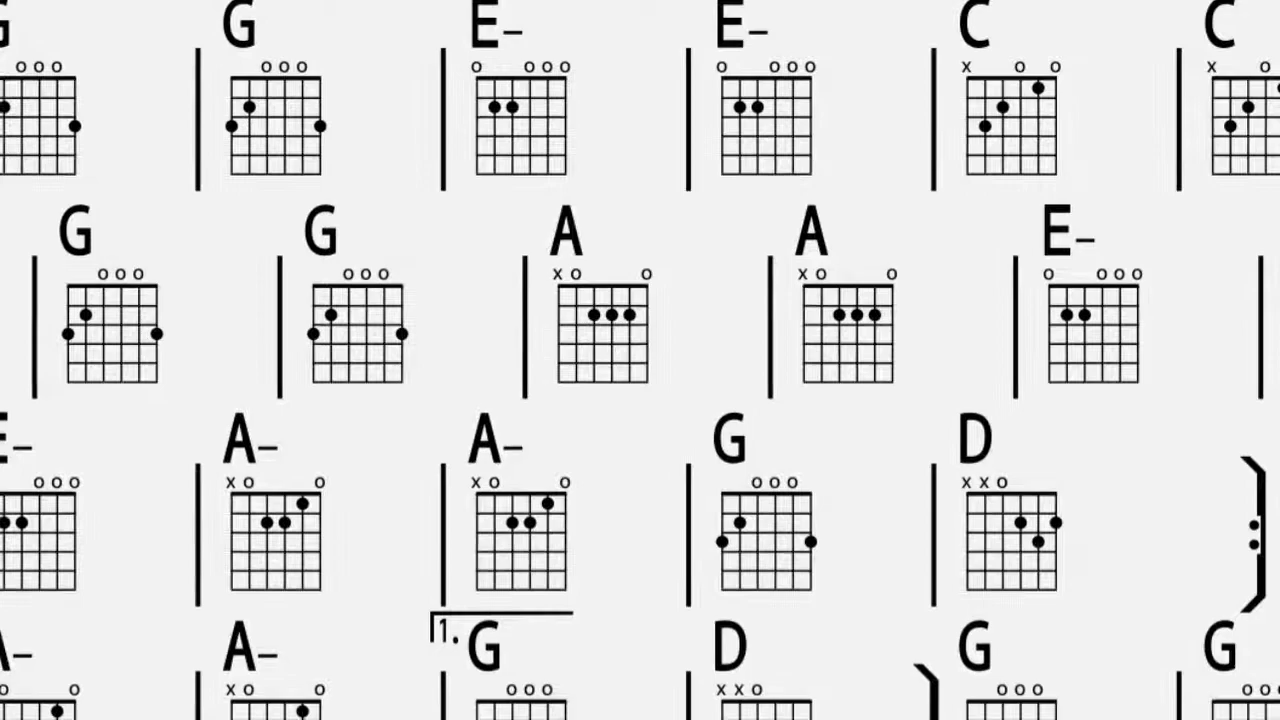 G G E– E– C C
o o o o o o o o o o o o o o x o o x o
G G A A E–
o o o o o o x o o x o o o o o o
E– A– A– G D
o o o x o o x o o o o o x x o
1.
A– A– G D G G
o o x o o o o o x x o o o o o o o